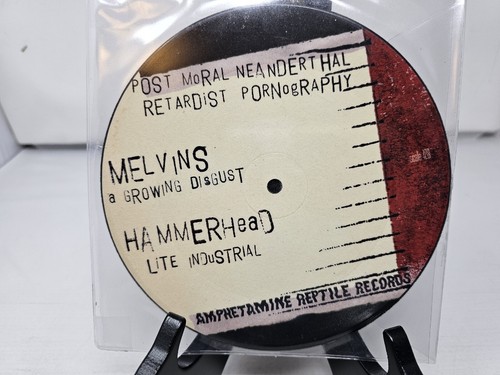 POST MoRAL NEANDERTHAL
RETARDiST PORNogRAPHY
MELViNS
a GROWiNG DisGUST
HAMMERHeaD
LiTE iNDUSTRIAL
AMPHETAMINE REPTILE RECORDS